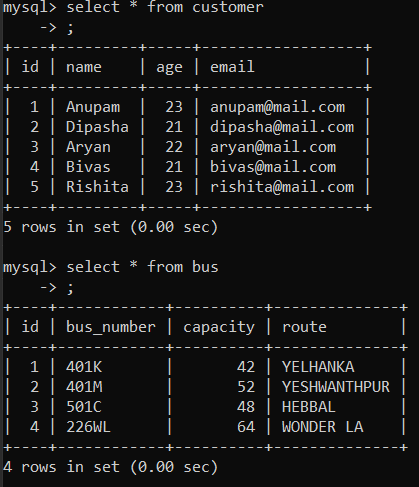 mysql> select * from customer
    -> ;
+----+---------+-----+------------------+
| id | name    | age | email            |
+----+---------+-----+------------------+
|  1 | Anupam  |  23 | anupam@mail.com  |
|  2 | Dipasha |  21 | dipasha@mail.com |
|  3 | Aryan   |  22 | aryan@mail.com   |
|  4 | Bivas   |  21 | bivas@mail.com   |
|  5 | Rishita |  23 | rishita@mail.com |
+----+---------+-----+------------------+
5 rows in set (0.00 sec)

mysql> select * from bus
    -> ;
+----+------------+----------+--------------+
| id | bus_number | capacity | route        |
+----+------------+----------+--------------+
|  1 | 401K       |       42 | YELHANKA     |
|  2 | 401M       |       52 | YESHWANTHPUR |
|  3 | 501C       |       48 | HEBBAL       |
|  4 | 226WL      |       64 | WONDER LA    |
+----+------------+----------+--------------+
4 rows in set (0.00 sec)